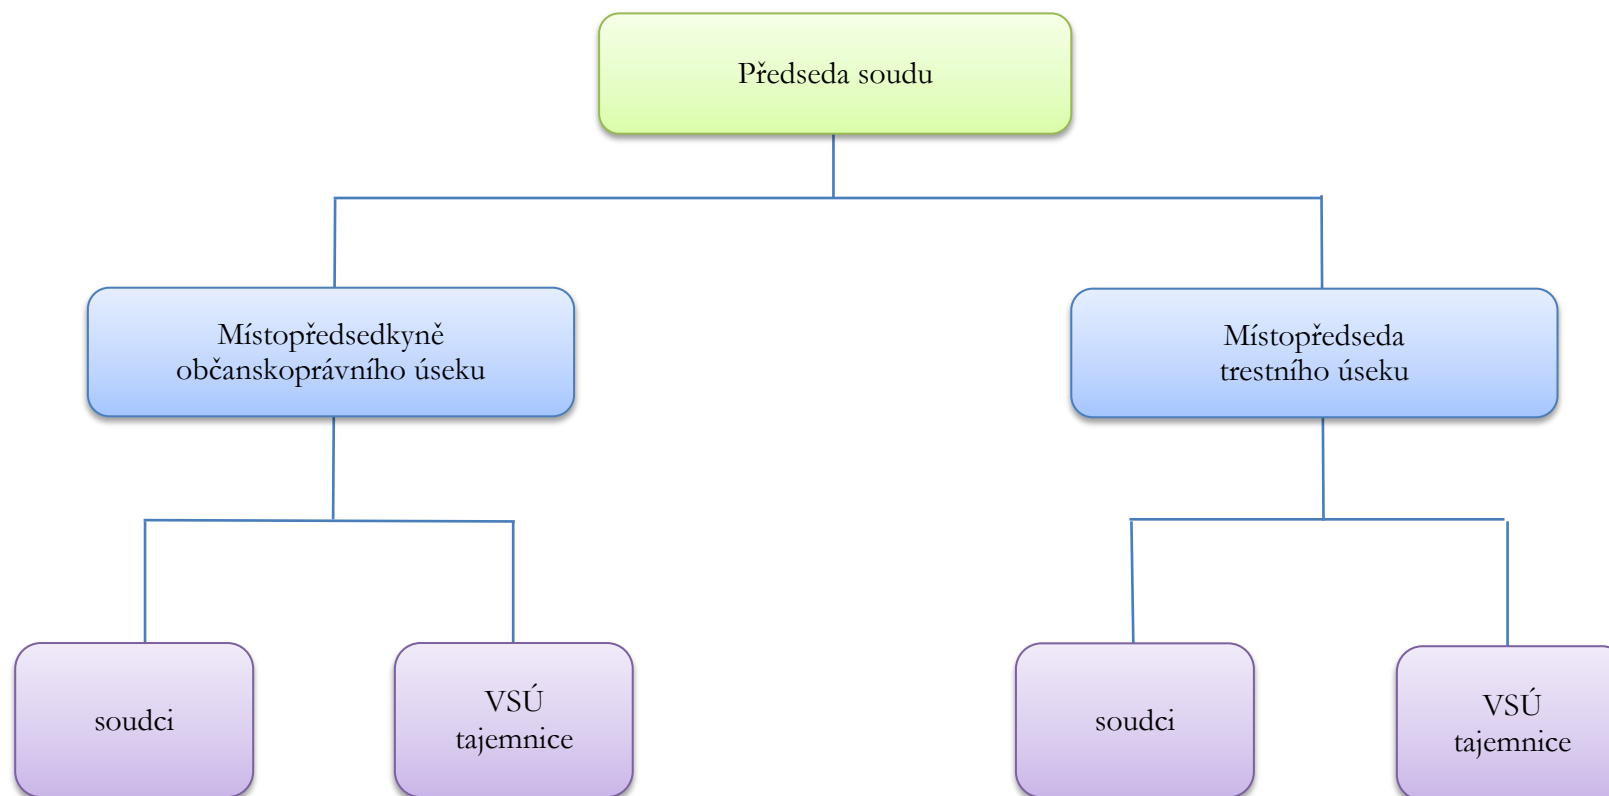 Předseda soudu
Místopředsedkyně
občanskoprávního úseku
Místopředseda
trestního úseku
soudci
VSÚ
tajemnice
soudci
VSÚ
tajemnice